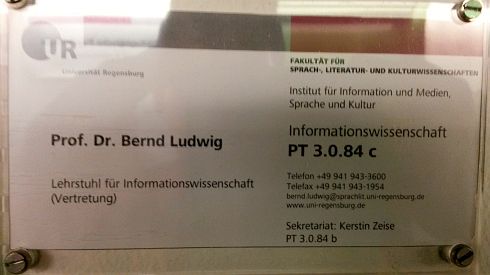 UR
Universität Regensburg
Prof. Dr. Bernd Ludwig
Lehrstuhl für Informationswissenschaft
(Vertretung)
FAKULTÄT FÜR
SPRACH-, LITERATUR- UND KULTURWISSENSCHAFTEN
Institut für Information und Medien,
Sprache und Kultur
Informationswissenschaft
PT 3.0.84 c
Telefon +49 941 943-3600
Telefax +49 941 943-1954
bernd.ludwig@sprachlit.uni-regensburg.de
www.uni-regensburg.de
Sekretariat: Kerstin Zeise
PT 3.0.84 b